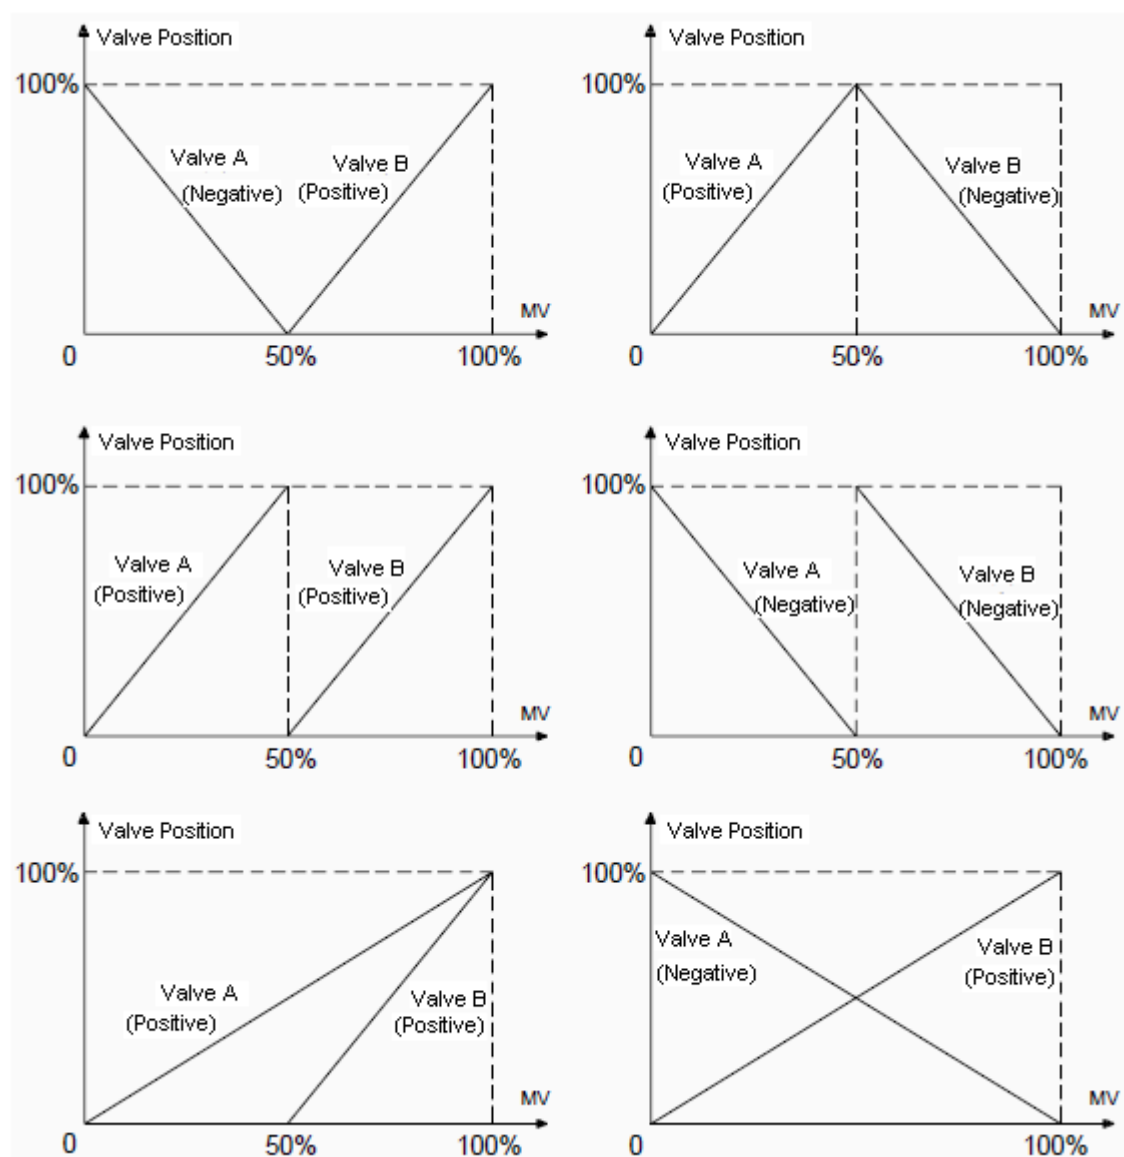 Valve Position
100%
Valve A
(Negative)
Valve B
(Positive)
MV
0
50%
100%
Valve Position
100%
Valve A
(Positive)
Valve B
(Negative)
MV
0
50%
100%
Valve Position
100%
Valve A
(Positive)
Valve B
(Positive)
MV
0
50%
100%
Valve Position
100%
Valve A
(Negative)
Valve B
(Negative)
MV
0
50%
100%
Valve Position
100%
Valve A
(Positive)
Valve B
(Positive)
MV
0
50%
100%
Valve Position
100%
Valve A
(Negative)
Valve B
(Positive)
MV
0
100%